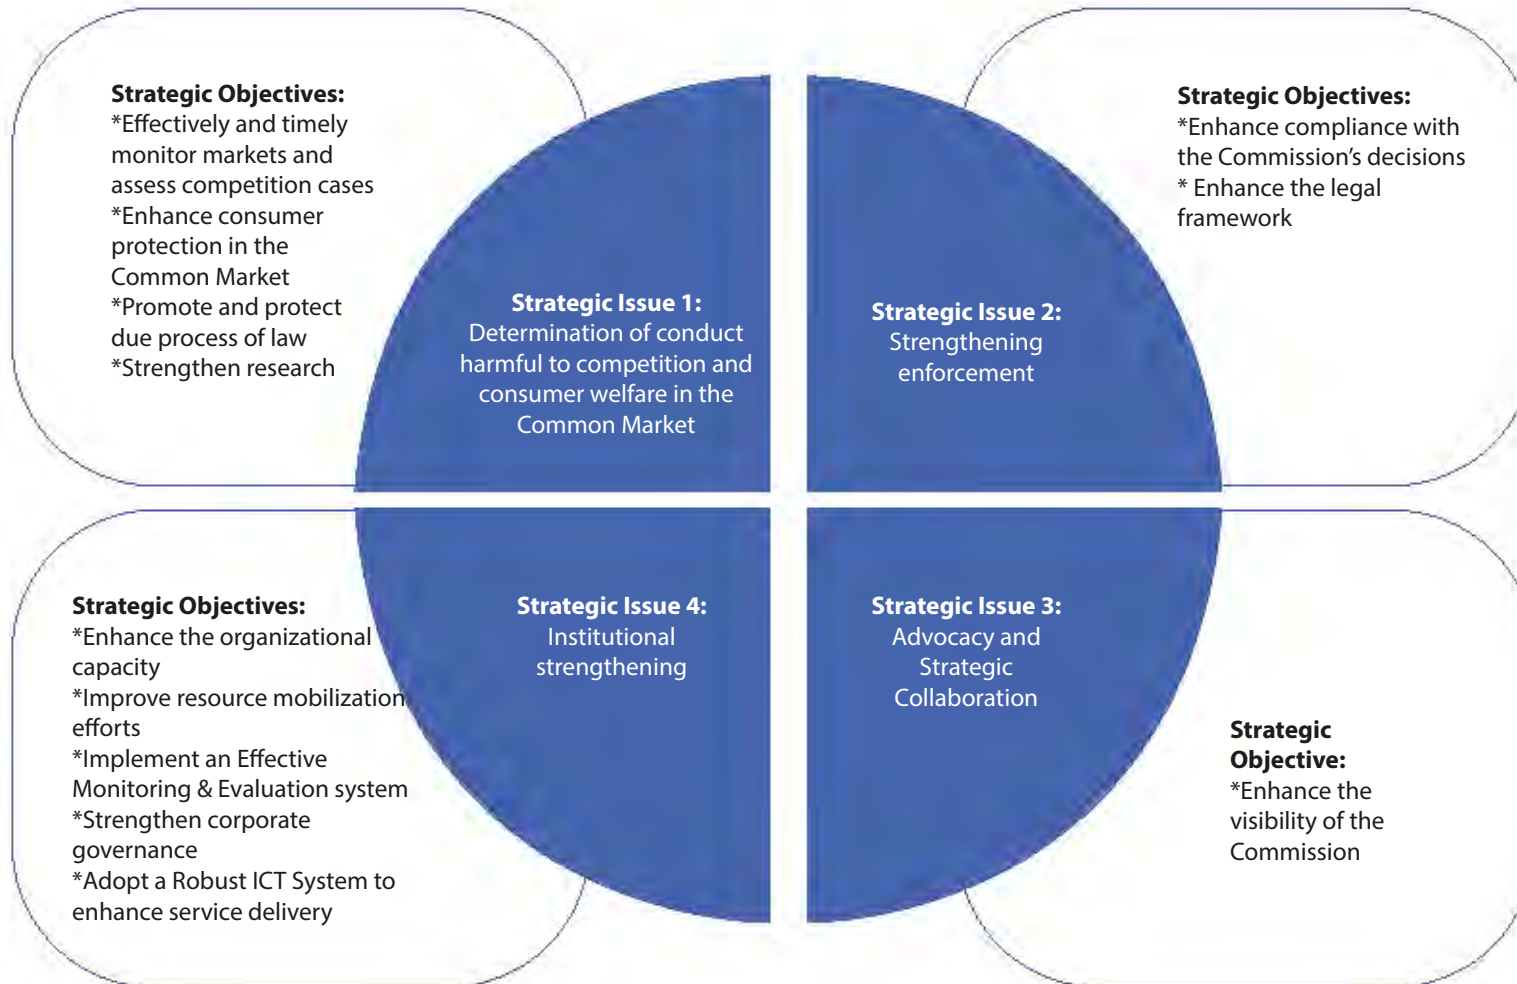 Strategic Objectives:
*Effectively and timely
monitor markets and
assess competition cases
*Enhance consumer
protection in the
Common Market
*Promote and protect
due process of law
*Strengthen research
Strategic Issue 1:
Determination of conduct
harmful to competition and
consumer welfare in the
Common Market
Strategic Objectives:
*Enhance compliance with
the Commission’s decisions
* Enhance the legal
framework
Strategic Issue 2:
Strengthening
enforcement
Strategic Objectives:
*Enhance the organizational
capacity
*Improve resource mobilization
efforts
*Implement an Effective
Monitoring & Evaluation system
*Strengthen corporate
governance
*Adopt a Robust ICT System to
enhance service delivery
Strategic Issue 4:
Institutional
strengthening
Strategic Issue 3:
Advocacy and
Strategic
Collaboration
Strategic
Objective:
*Enhance the
visibility of the
Commission